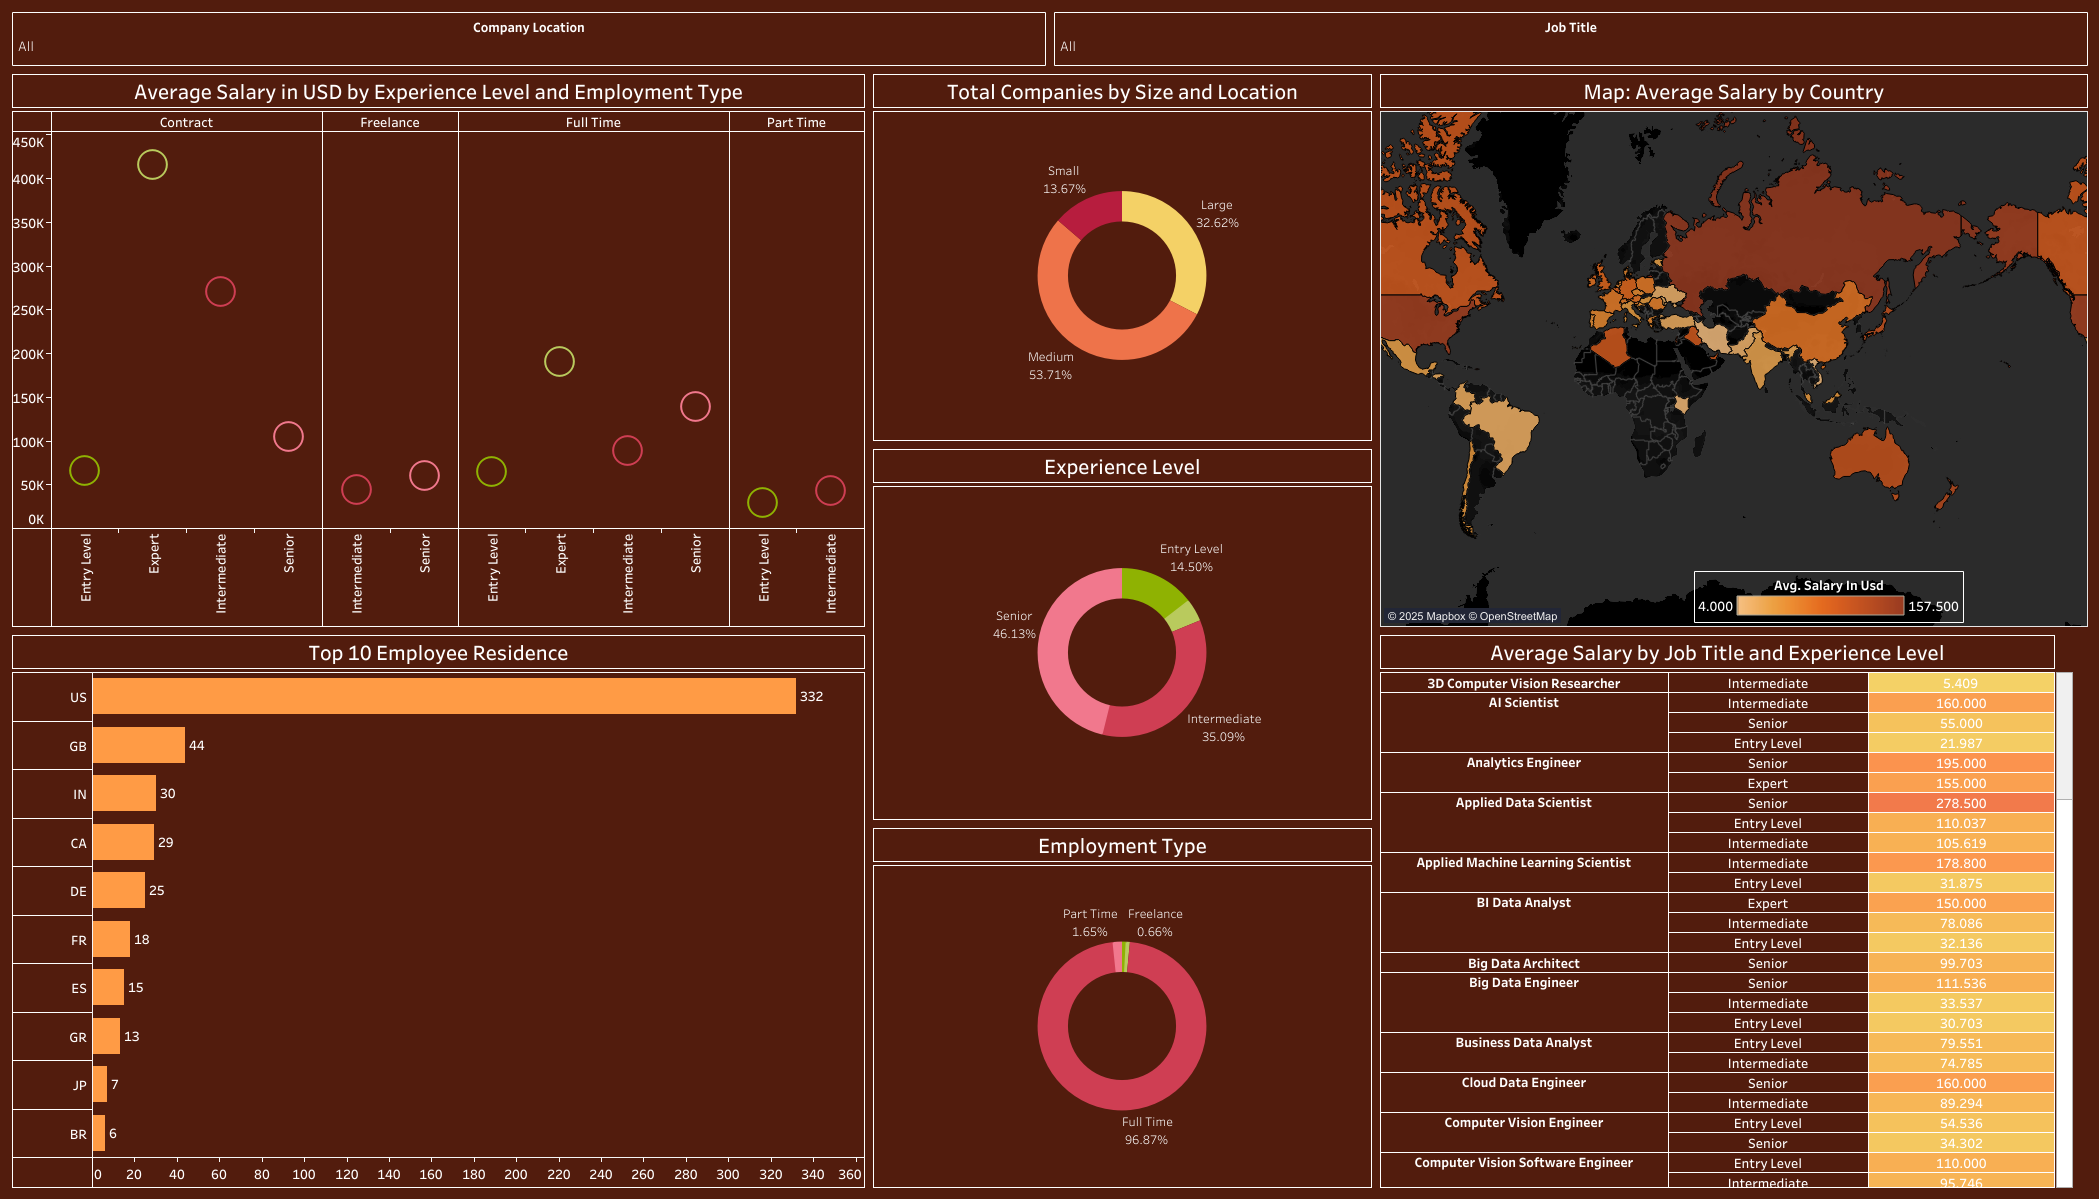 Company Location
All
Job Title
All
Average Salary in USD by Experience Level and Employment Type
Contract
Freelance
Full Time
Part Time
450K
400K
350K
300K
250K
200K
150K
100K
50K
0K
Entry Level
Expert
Intermediate
Senior
Intermediate
Senior
Entry Level
Expert
Intermediate
Senior
Entry Level
Intermediate
Total Companies by Size and Location
Small
13.67%
Large
32.62%
Medium
53.71%
Experience Level
Entry Level
14.50%
Senior
46.13%
Intermediate
35.09%
Employment Type
Part Time
1.65%
Freelance
0.66%
Full Time
96.87%
Map: Average Salary by Country
Avg. Salary In Usd
4.000
157.500
© 2025 Mapbox © OpenStreetMap
Top 10 Employee Residence
US 332
GB 44
IN 30
CA 29
DE 25
FR 18
ES 15
GR 13
JP 7
BR 6
0 20 40 60 80 100 120 140 160 180 200 220 240 260 280 300 320 340 360
Average Salary by Job Title and Experience Level
3D Computer Vision Researcher Intermediate 5.409
AI Scientist Intermediate 160.000
Senior 55.000
Entry Level 21.987
Analytics Engineer Senior 195.000
Expert 155.000
Applied Data Scientist Senior 278.500
Entry Level 110.037
Intermediate 105.619
Applied Machine Learning Scientist Intermediate 178.800
Entry Level 31.875
BI Data Analyst Expert 150.000
Intermediate 78.086
Entry Level 32.136
Big Data Architect Senior 99.703
Big Data Engineer Senior 111.536
Intermediate 33.537
Entry Level 30.703
Business Data Analyst Entry Level 79.551
Intermediate 74.785
Cloud Data Engineer Senior 160.000
Intermediate 89.294
Computer Vision Engineer Entry Level 54.536
Senior 34.302
Computer Vision Software Engineer Entry Level 110.000
Intermediate 95.746